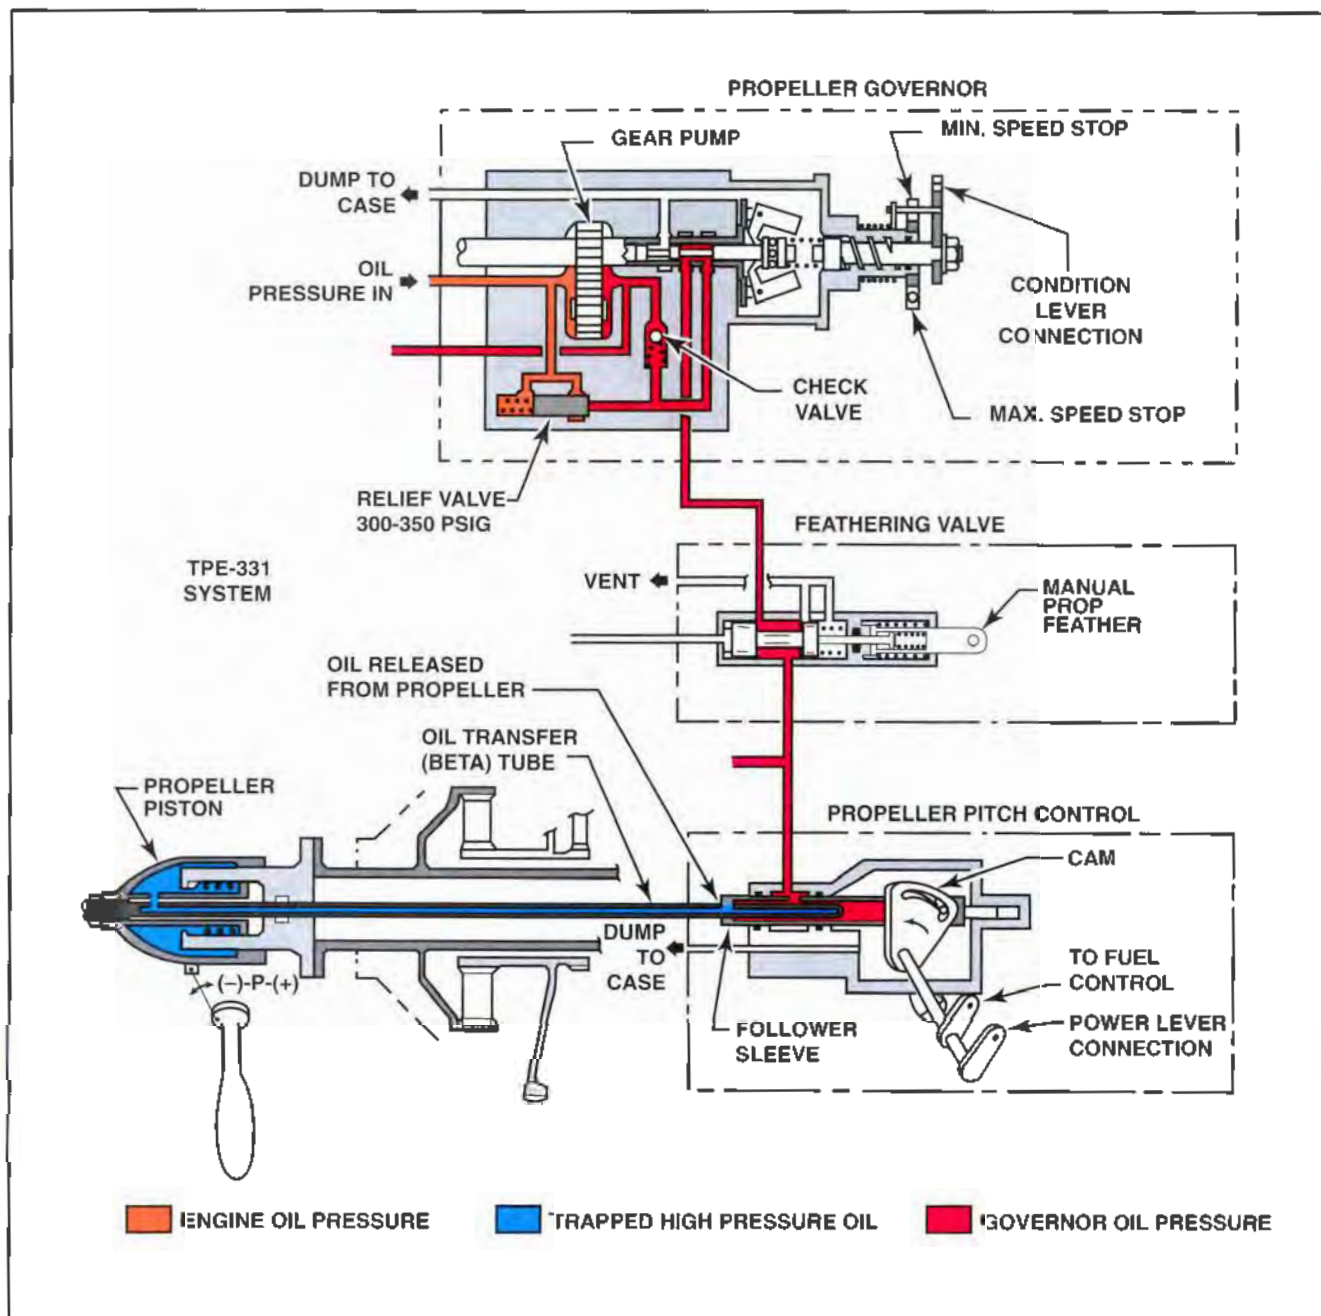 PROPELLER GOVERNOR
MIN. SPEED STOP
GEAR PUMP
DUMP TO
CASE
OIL
PRESSURE IN
CONDITION
LEVER
CONNECTION
CHECK
VALVE
MAX. SPEED STOP
RELIEF VALVE
300-350 PSIG
FEATHERING VALVE
TPE-331
SYSTEM
VENT
MANUAL
PROP
FEATHER
OIL RELEASED
FROM PROPELLER
OIL TRANSFER
(BETA) TUBE
PROPELLER
PISTON
PROPELLER PITCH CONTROL
CAM
DUMP
TO
CASE
TO FUEL
CONTROL
(–)-P-(+)
FOLLOWER
SLEEVE
POWER LEVER
CONNECTION
ENGINE OIL PRESSURE
TRAPPED HIGH PRESSURE OIL
GOVERNOR OIL PRESSURE